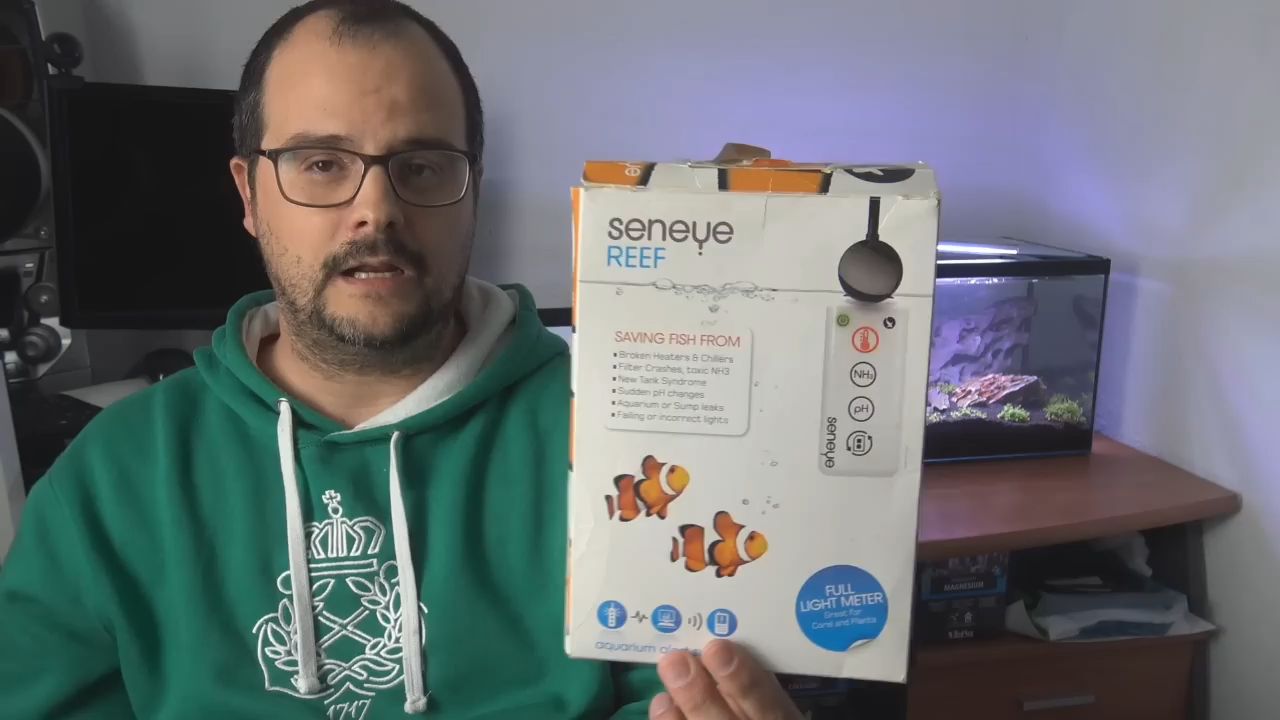 seneye
REEF
SAVING FISH FROM
Broken Heaters & Chillers
Filter Crashes, toxic NH3
New Tank Syndrome
Sudden pH changes
Aquarium or Sump leaks
Failing or incorrect lights
NH₃
pH
seneye
FULL
LIGHT METER
Great for
Coral and Plants
aquarium
1717
MAGNESIUM